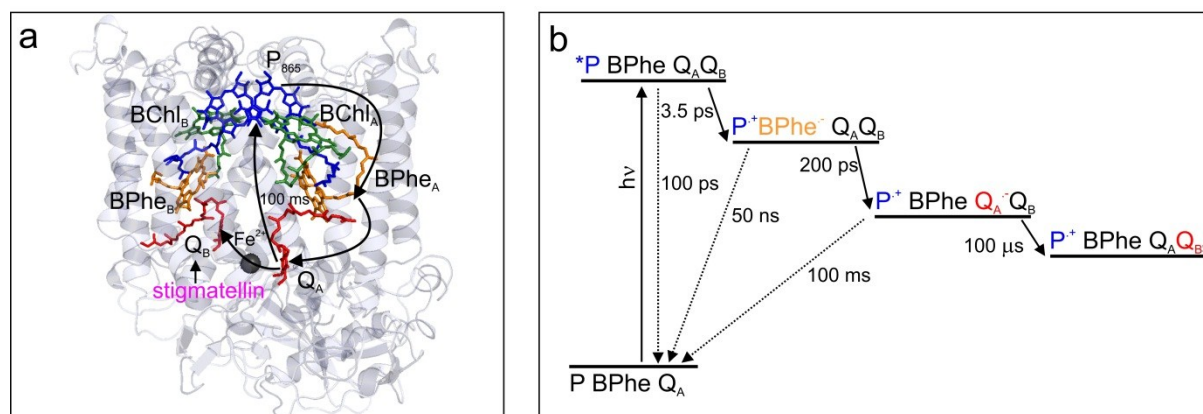 a
P865
BChlB
BChlA
BPheA
BPheB
100 ms
Fe2+
QB
QA
stigmatellin
b
*P BPhe QAQB
3.5 ps
P·+BPhe·- QAQB
200 ps
hν
100 ps
50 ns
P·+ BPhe QA·-QB
100 μs
P·+ BPhe QAQB
100 ms
P BPhe QA